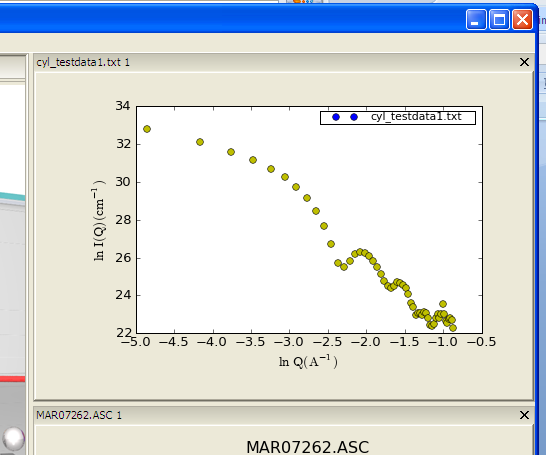 cyl_testdata1.txt 1
cyl_testdata1.txt
34
32
30
28
26
24
22
ln I(Q)(cm⁻¹)
−5.0 −4.5 −4.0 −3.5 −3.0 −2.5 −2.0 −1.5 −1.0 −0.5
ln Q(A⁻¹)
MAR07262.ASC 1
MAR07262.ASC